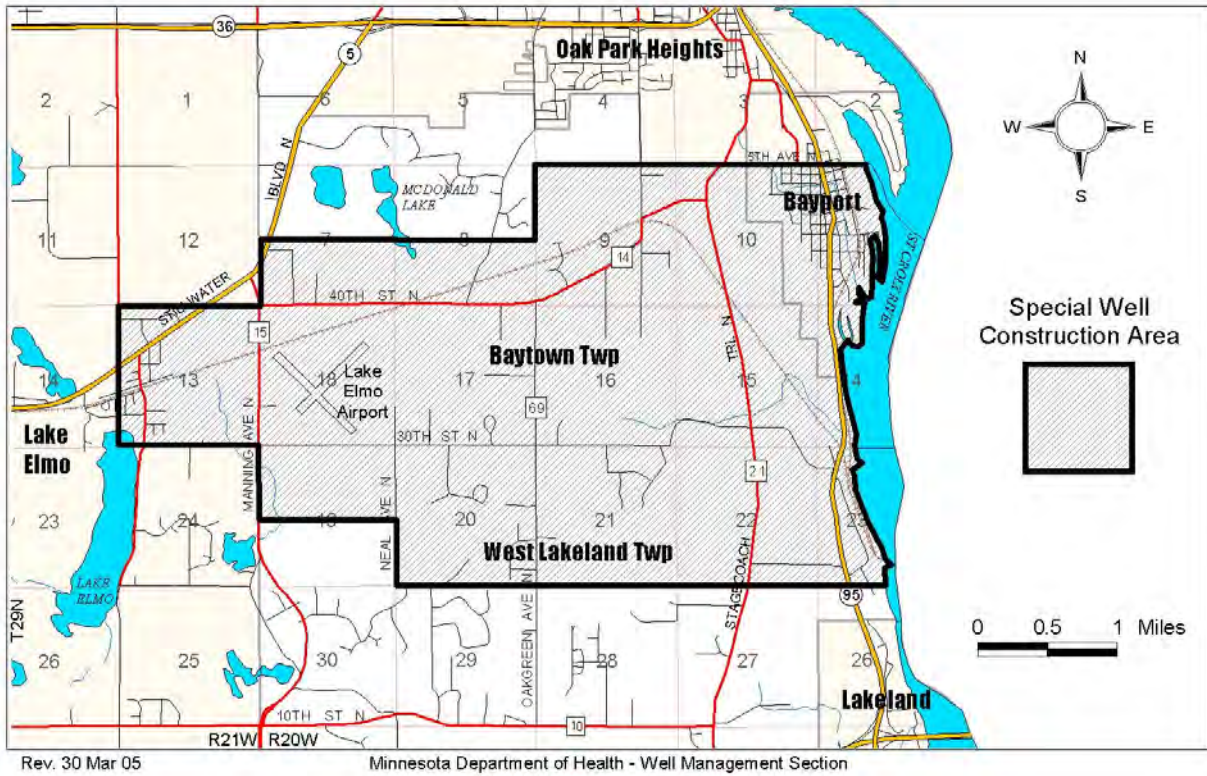 36
5
Oak Park Heights
2
1
6
5
4
3
2
BLVD N
MCDONALD
LAKE
5TH AVE N
Bayport
11
12
7
8
9
10
14
ST CROIX RIVER
STILLWATER
40TH ST N
15
Baytown Twp
TRL N
14
13
18
17
16
15
Lake
Elmo
Airport
69
Lake
Elmo
30TH ST N
MANNING AVE N
NEAL AVE N
21
23
24
19
20
21
22
23
West Lakeland Twp
STAGECOACH
LAKE
ELMO
95
T29N
OAKGREEN AVE N
26
25
30
29
28
27
26
Lakeland
10TH ST N
10
R21W
R20W
N
W
E
S
Special Well
Construction Area
0 0.5 1 Miles
Rev. 30 Mar 05
Minnesota Department of Health - Well Management Section